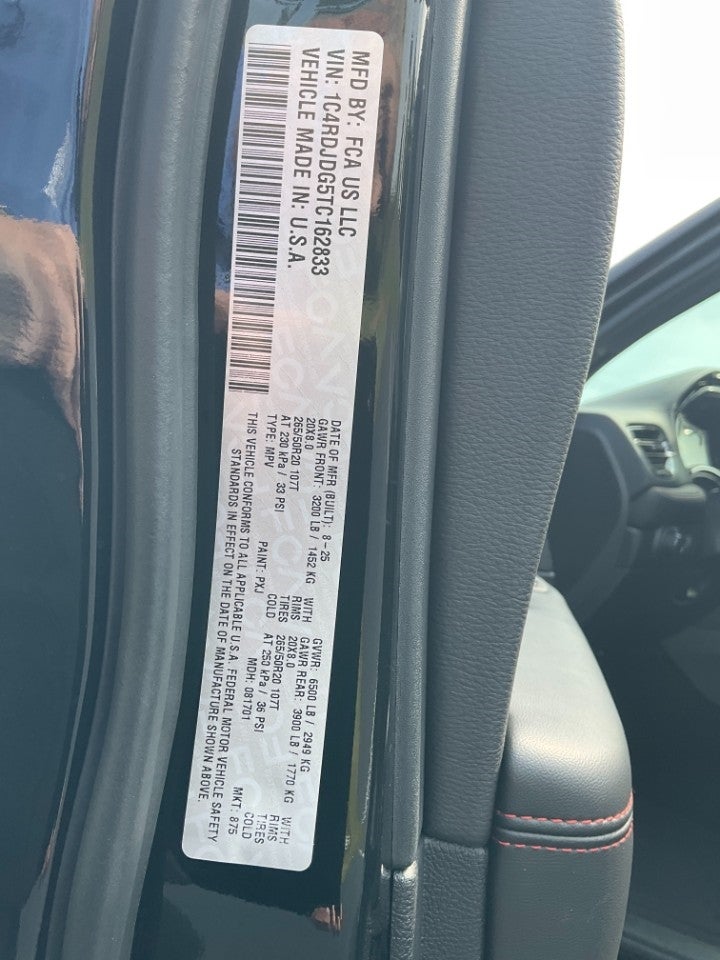 MFD BY: FCA US LLC
VIN: 1C4RDJDG5TC162833
VEHICLE MADE IN: U.S.A.
DATE OF MFR (BUILT): 8-25 GVWR: 6500 LB / 2949 KG
GAWR FRONT: 3200 LB / 1452 KG WITH GAWR REAR: 3900 LB / 1770 KG WITH
20X8.0 RIMS 20X8.0 RIMS
265/50R20 107T TIRES 265/50R20 107T TIRES
AT 230 kPa / 33 PSI COLD AT 250 kPa / 36 PSI COLD
TYPE: MPV PAINT: PXJ MDH: 081701 MKT: 875
THIS VEHICLE CONFORMS TO ALL APPLICABLE U.S.A. FEDERAL MOTOR VEHICLE SAFETY
STANDARDS IN EFFECT ON THE DATE OF MANUFACTURE SHOWN ABOVE.